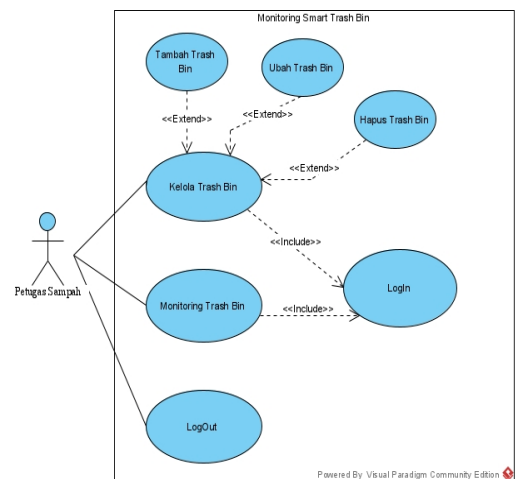 Monitoring Smart Trash Bin
Tambah Trash
Bin
Ubah Trash Bin
Hapus Trash Bin
<<Extend>>
<<Extend>>
<<Extend>>
Kelola Trash Bin
<<Include>>
Petugas Sampah
Monitoring Trash Bin
<<Include>>
LogIn
LogOut
Powered By Visual Paradigm Community Edition